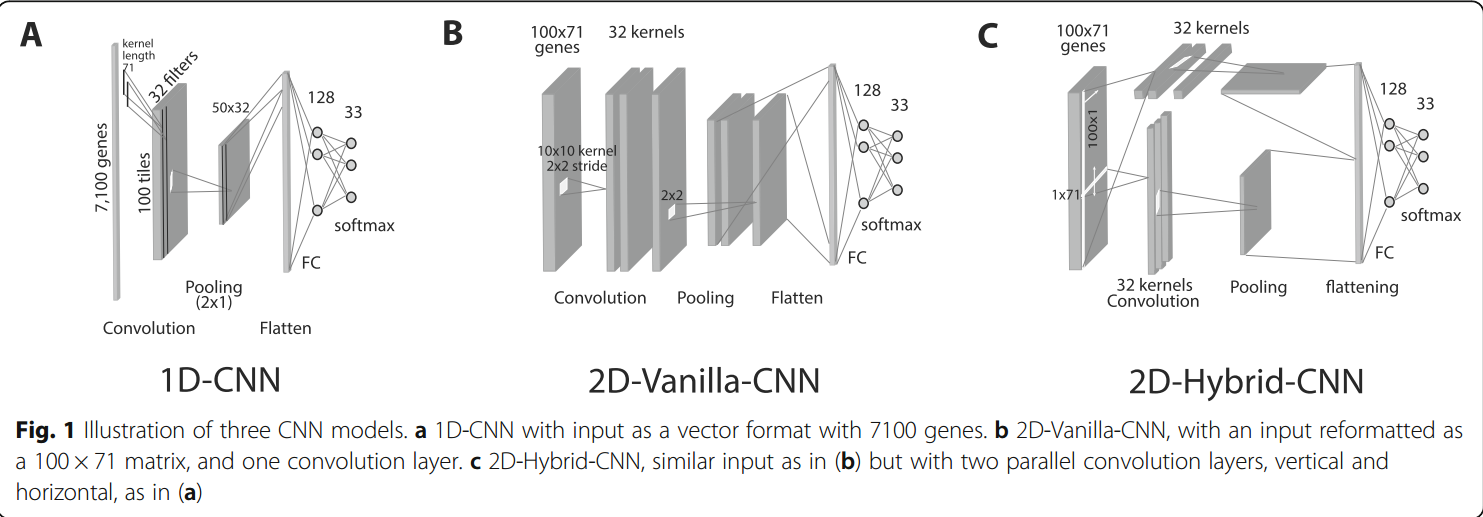 A
kernel
length
71
32 filters
7,100 genes
100 tiles
50x32
128
33
softmax
FC
Pooling
(2x1)
Convolution
Flatten
1D-CNN
B
100x71
genes
32 kernels
10x10 kernel
2x2 stride
2x2
128
33
softmax
FC
Convolution
Pooling
Flatten
2D-Vanilla-CNN
C
100x71
genes
32 kernels
100x1
1x71
128
33
softmax
FC
32 kernels
Convolution
Pooling
flattening
2D-Hybrid-CNN
Fig. 1 Illustration of three CNN models. a 1D-CNN with input as a vector format with 7100 genes. b 2D-Vanilla-CNN, with an input reformatted as
a 100 × 71 matrix, and one convolution layer. c 2D-Hybrid-CNN, similar input as in (b) but with two parallel convolution layers, vertical and
horizontal, as in (a)